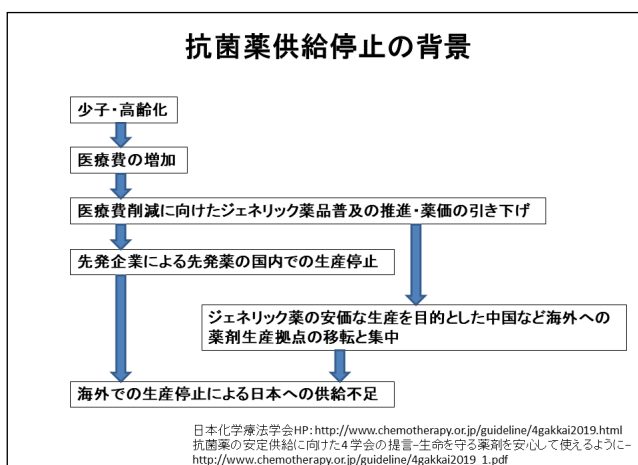 抗菌薬供給停止の背景
少子・高齢化
医療費の増加
医療費削減に向けたジェネリック薬品普及の推進・薬価の引き下げ
先発企業による先発薬の国内での生産停止
ジェネリック薬の安価な生産を目的とした中国など海外への
薬剤生産拠点の移転と集中
海外での生産停止による日本への供給不足
日本化学療法学会HP: http://www.chemotherapy.or.jp/guideline/4gakkai2019.html
抗菌薬の安定供給に向けた4学会の提言-生命を守る薬剤を安心して使えるように-
http://www.chemotherapy.or.jp/guideline/4gakkai2019_1.pdf